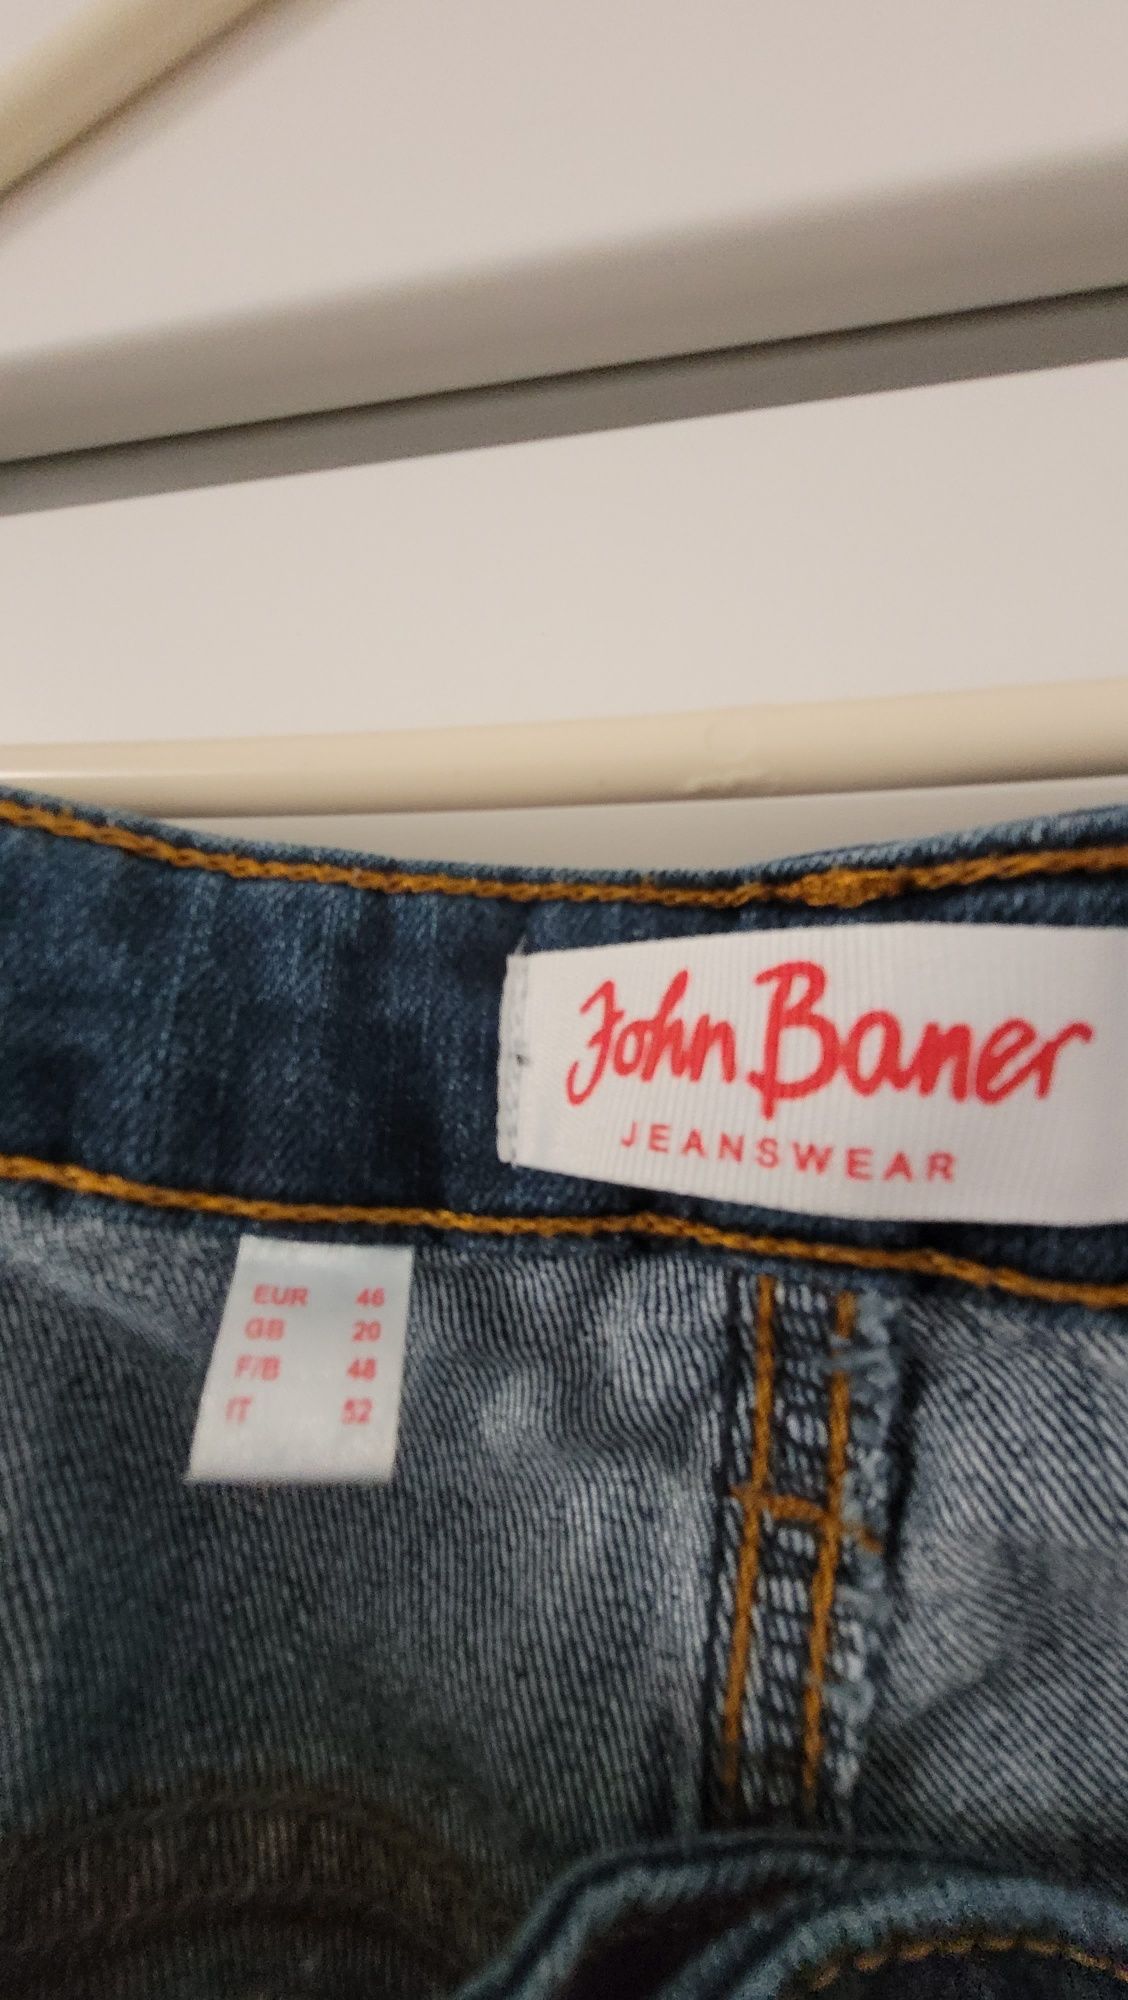 John Baner
JEANSWEAR
EUR 46
GB 20
F/B 48
IT 52